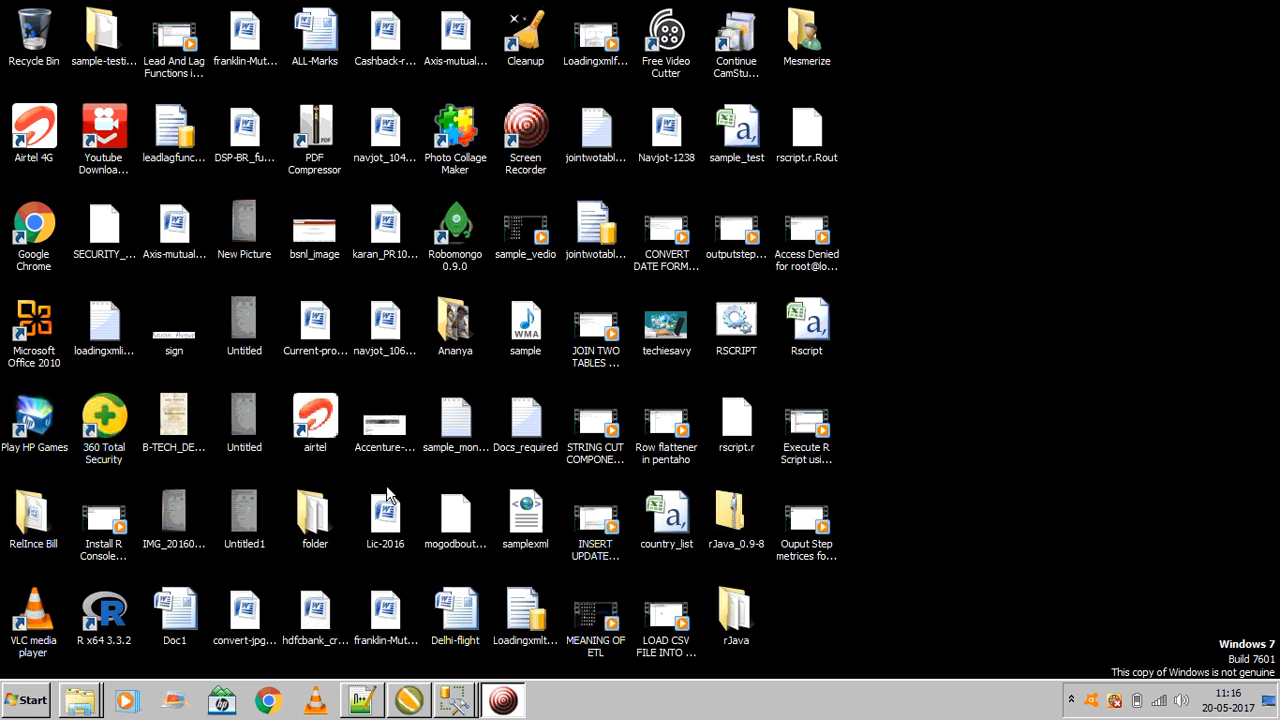 Recycle Bin
sample-testi...
Lead And Lag
Functions i...
franklin-Mut...
ALL-Marks
Cashback-r...
Axis-mutual...
Cleanup
Loadingxmlf...
Free Video
Cutter
Continue
CamStu...
Mesmerize
Airtel 4G
Youtube
Downloa...
leadlagfunc...
DSP-BR_fu...
PDF
Compressor
navjot_104...
Photo Collage
Maker
Screen
Recorder
jointwotabl...
Navjot-1238
sample_test
rscript.r.Rout
Google
Chrome
SECURITY_...
Axis-mutual...
New Picture
bsnl_image
karan_PR10...
Robomongo
0.9.0
sample_vedio
jointwotabl...
CONVERT
DATE FORM...
outputstep...
Access Denied
for root@lo...
Microsoft
Office 2010
loadingxmli...
sign
Untitled
Current-pro...
navjot_106...
Ananya
WMA
sample
JOIN TWO
TABLES ...
techiesavy
RSCRIPT
Rscript
Play HP Games
360 Total
Security
B-TECH_DE...
Untitled
airtel
Accenture-...
sample_mon...
Docs_required
STRING CUT
COMPONE...
Row flattener
in pentaho
rscript.r
Execute R
Script usi...
RelInce Bill
Install R
Console...
IMG_20160...
Untitled1
folder
Lic-2016
mogodbout...
samplexml
INSERT
UPDATE...
country_list
rJava_0.9-8
Ouput Step
metrices fo...
VLC media
player
R x64 3.3.2
Doc1
convert-jpg...
hdfcbank_cr...
franklin-Mut...
Delhi-flight
Loadingxmlt...
MEANING OF
ETL
LOAD CSV
FILE INTO ...
rJava
Windows 7
Build 7601
This copy of Windows is not genuine
Start
11:16
20-05-2017